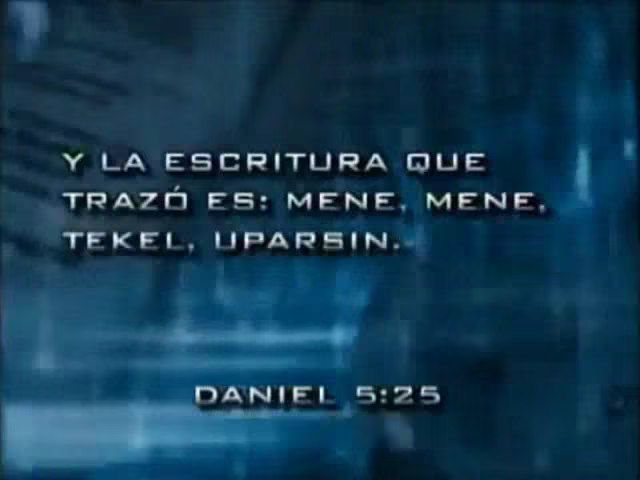 Y LA ESCRITURA QUE
TRAZÓ ES: MENE, MENE,
TEKEL, UPARSIN.
DANIEL 5:25